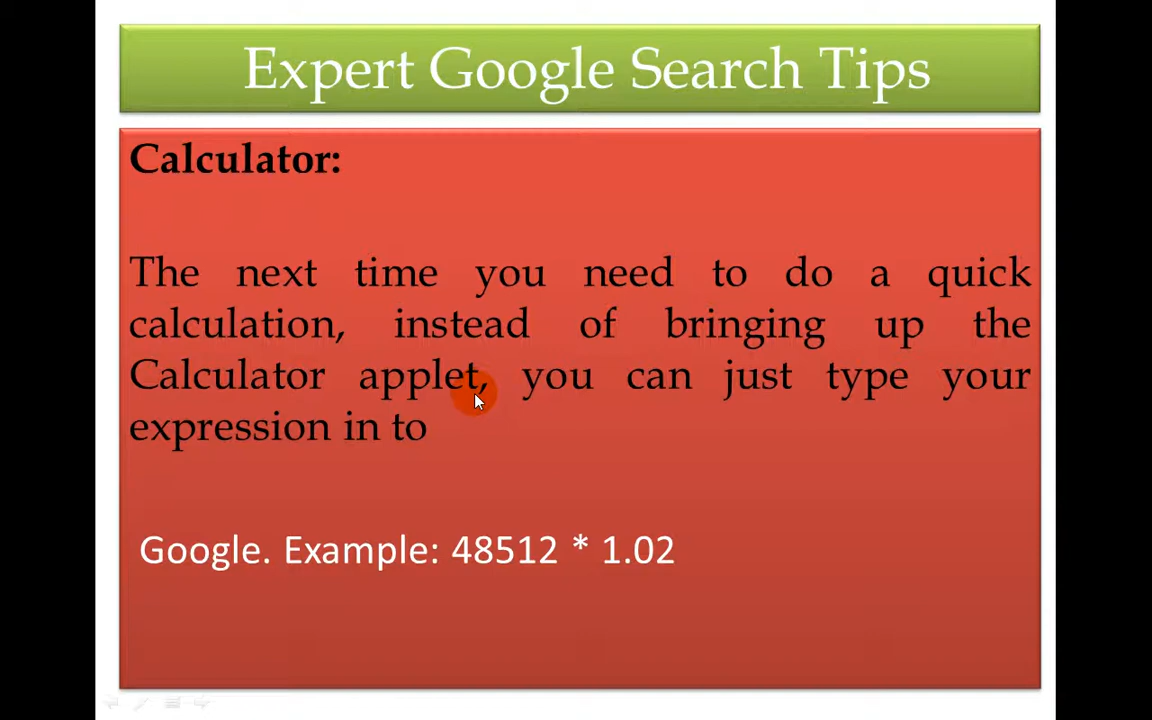 Expert Google Search Tips
Calculator:
The next time you need to do a quick
calculation, instead of bringing up the
Calculator applet, you can just type your
expression in to
Google. Example: 48512 * 1.02